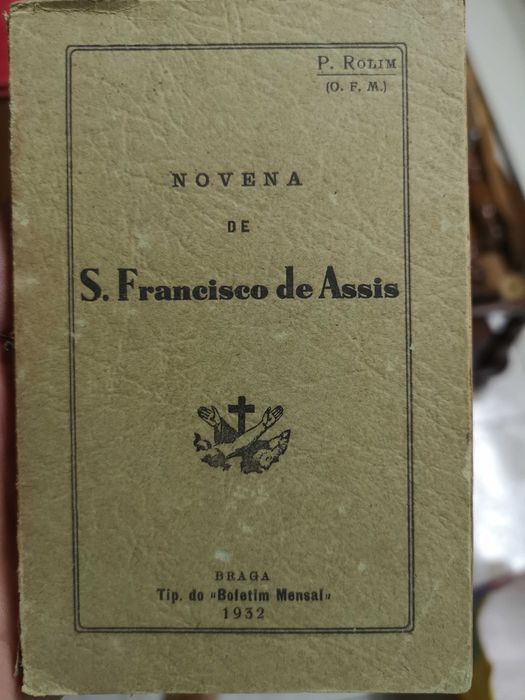 P. ROLIM
(O. F. M.)
NOVENA
DE
S. Francisco de Assis
BRAGA
Tip. do «Boletim Mensal»
1932